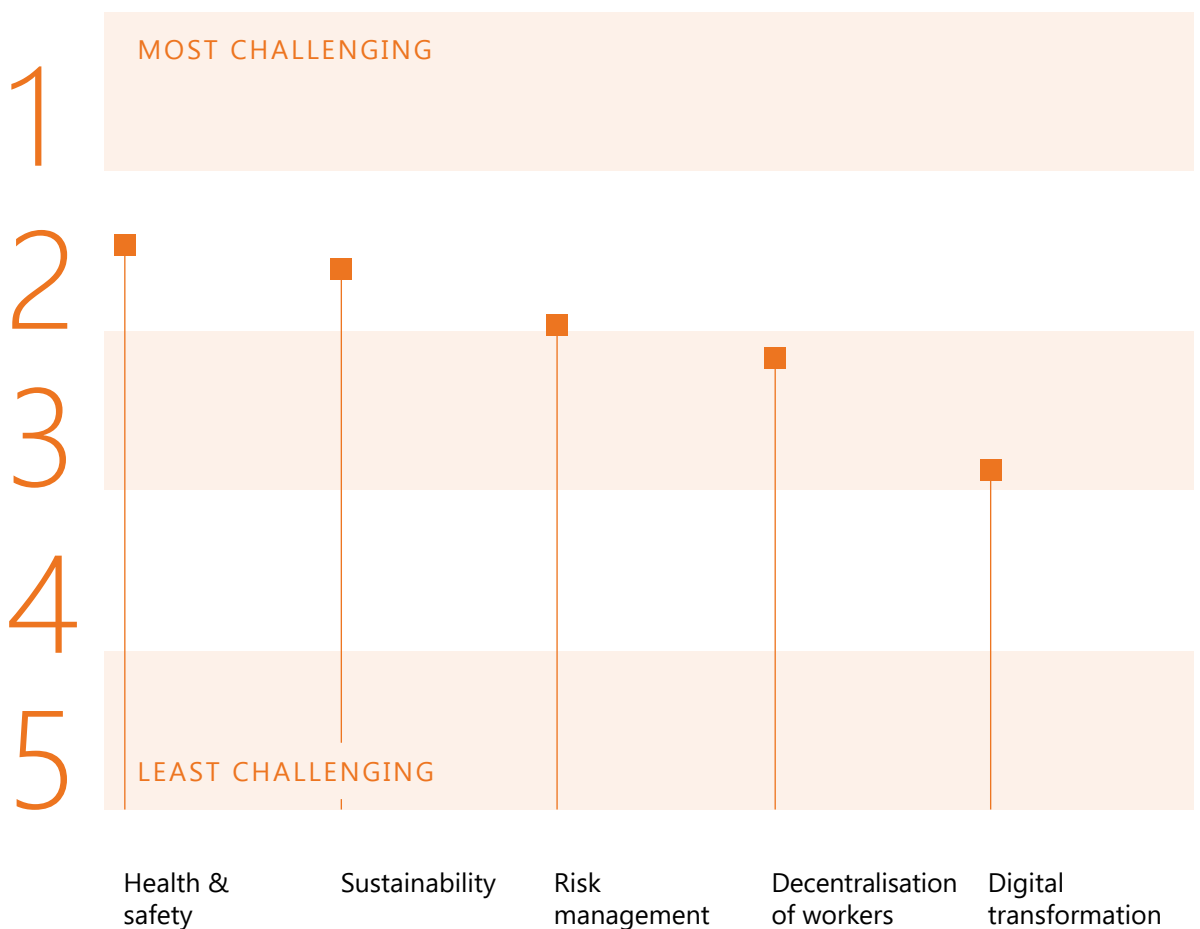 MOST CHALLENGING
1
2
3
4
5
LEAST CHALLENGING
Health &
safety
Sustainability
Risk
management
Decentralisation
of workers
Digital
transformation